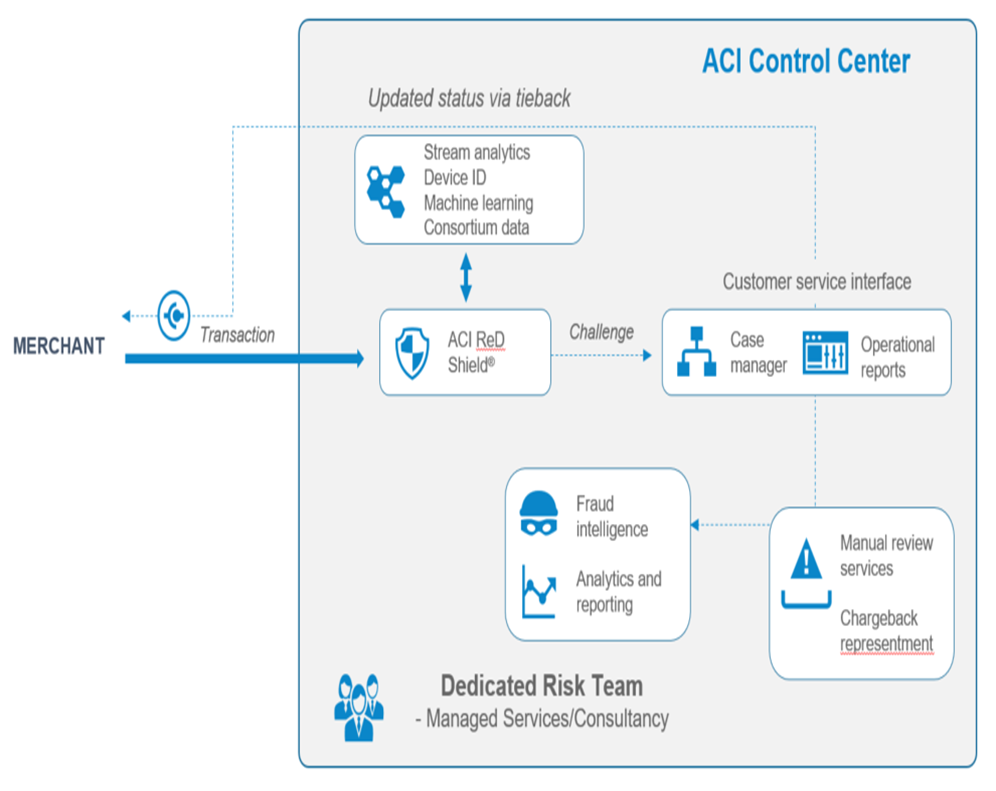 ACI Control Center
Updated status via tieback
Stream analytics
Device ID
Machine learning
Consortium data
Customer service interface
MERCHANT
Transaction
ACI ReD
Shield®
Challenge
Case
manager
Operational
reports
Fraud
intelligence
Analytics and
reporting
Manual review
services
Chargeback
representment
Dedicated Risk Team
- Managed Services/Consultancy